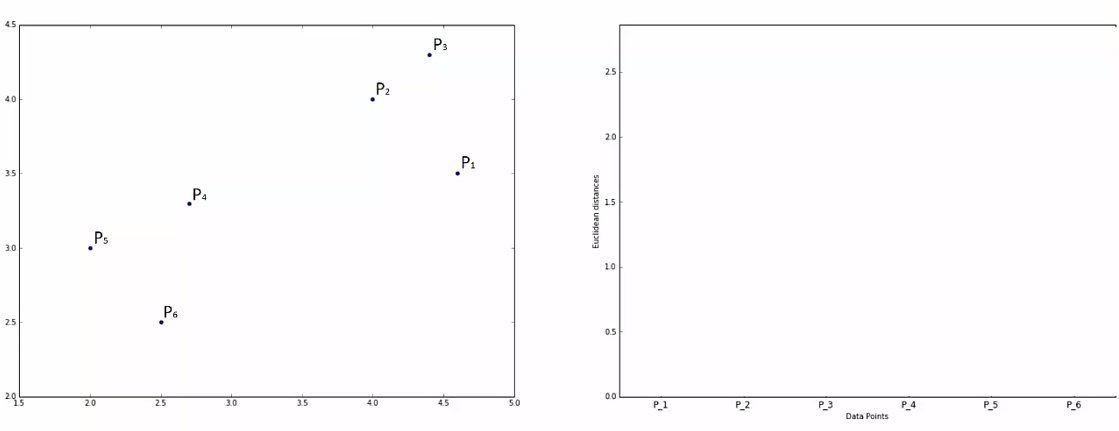 4.5
P₃
4.0
P₂
3.5
P₁
P₄
3.0
P₅
2.5
P₆
2.0
1.5 2.0 2.5 3.0 3.5 4.0 4.5 5.0
2.5
2.0
1.5
1.0
0.5
0.0
Euclidean distances
P_1 P_2 P_3 P_4 P_5 P_6
Data Points